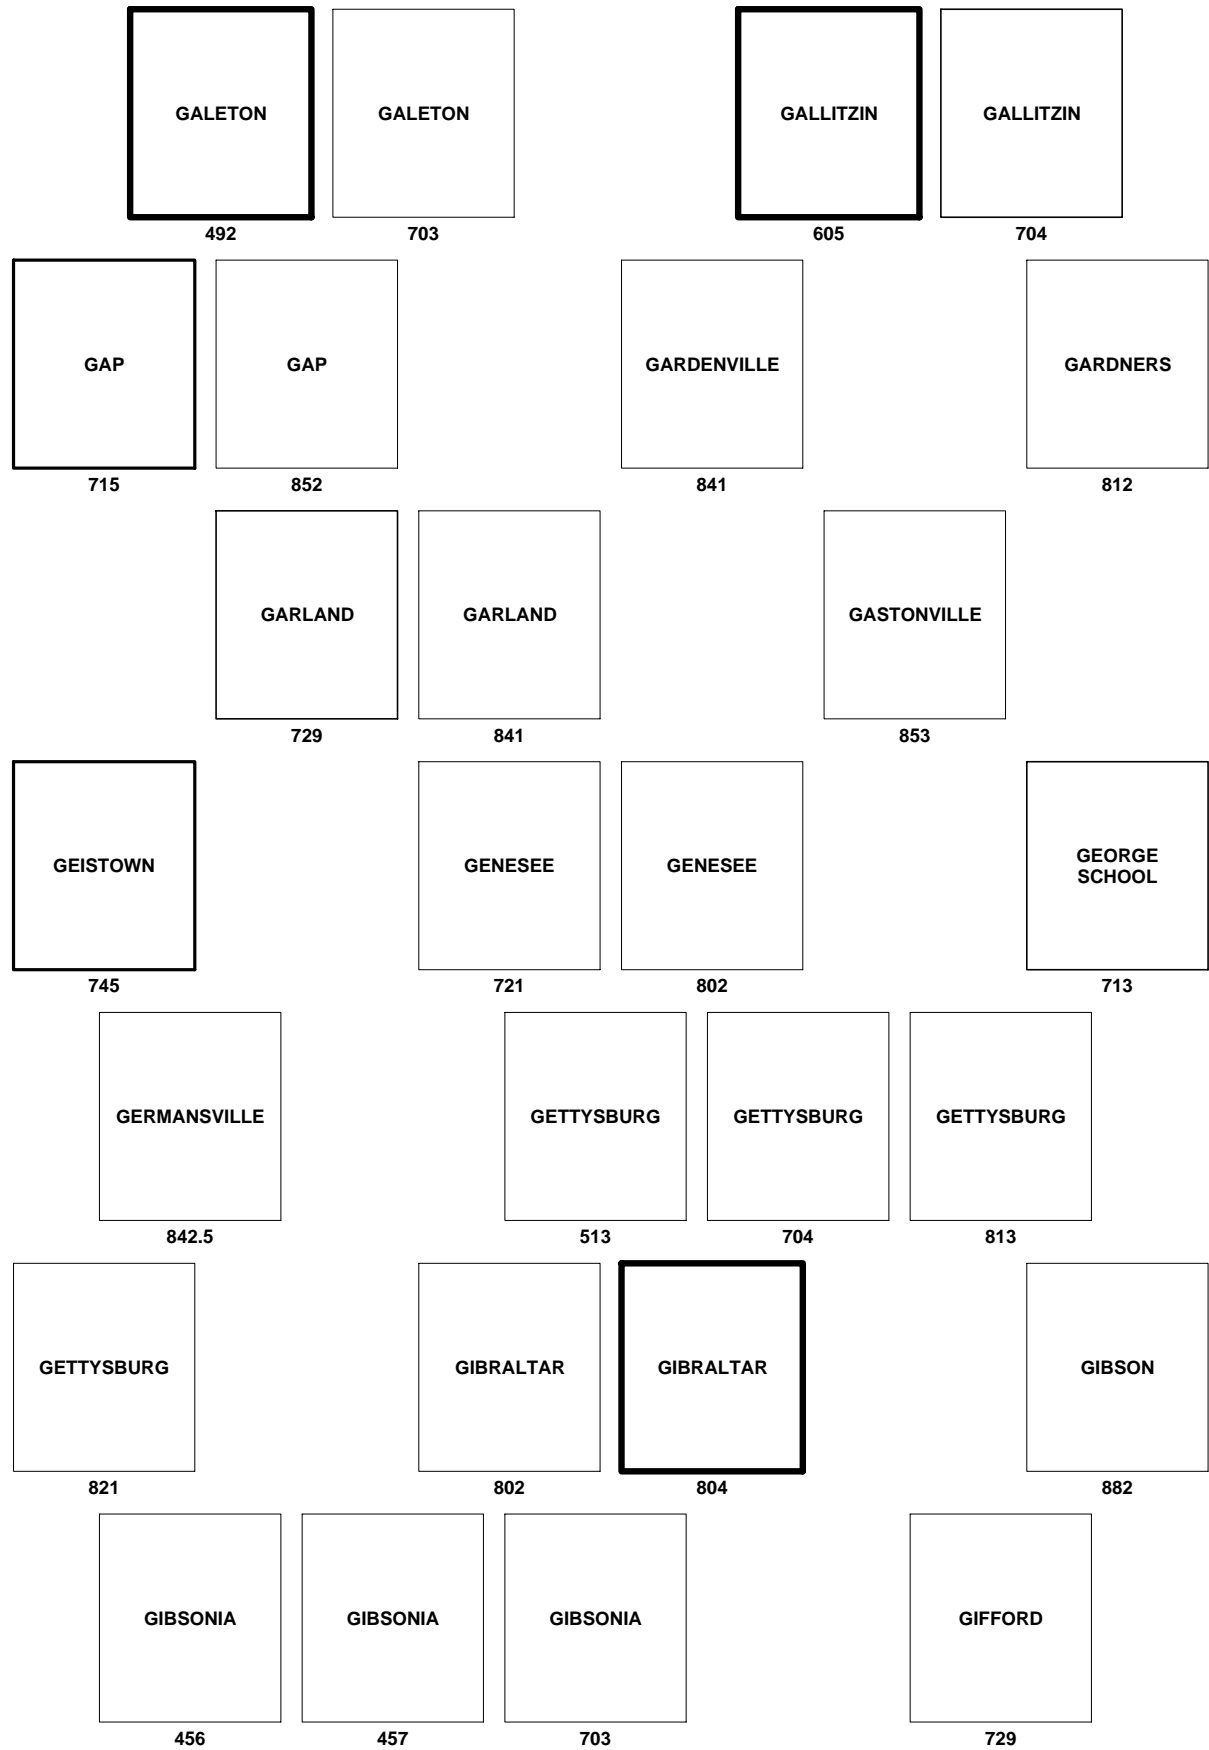 GALETON
GALETON
GALLITZIN
GALLITZIN
492
703
605
704
GAP
GAP
GARDENVILLE
GARDNERS
715
852
841
812
GARLAND
GARLAND
GASTONVILLE
729
841
853
GEISTOWN
GENESEE
GENESEE
GEORGE
SCHOOL
745
721
802
713
GERMANSVILLE
GETTYSBURG
GETTYSBURG
GETTYSBURG
842.5
513
704
813
GETTYSBURG
GIBRALTAR
GIBRALTAR
GIBSON
821
802
804
882
GIBSONIA
GIBSONIA
GIBSONIA
GIFFORD
456
457
703
729